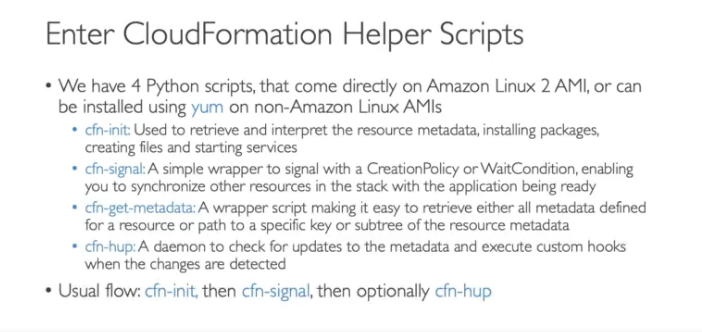 Enter CloudFormation Helper Scripts
• We have 4 Python scripts, that come directly on Amazon Linux 2 AMI, or can
be installed using yum on non-Amazon Linux AMIs
• cfn-init: Used to retrieve and interpret the resource metadata, installing packages,
creating files and starting services
• cfn-signal: A simple wrapper to signal with a CreationPolicy or WaitCondition, enabling
you to synchronize other resources in the stack with the application being ready
• cfn-get-metadata: A wrapper script making it easy to retrieve either all metadata defined
for a resource or path to a specific key or subtree of the resource metadata
• cfn-hup: A daemon to check for updates to the metadata and execute custom hooks
when the changes are detected
• Usual flow: cfn-init, then cfn-signal, then optionally cfn-hup